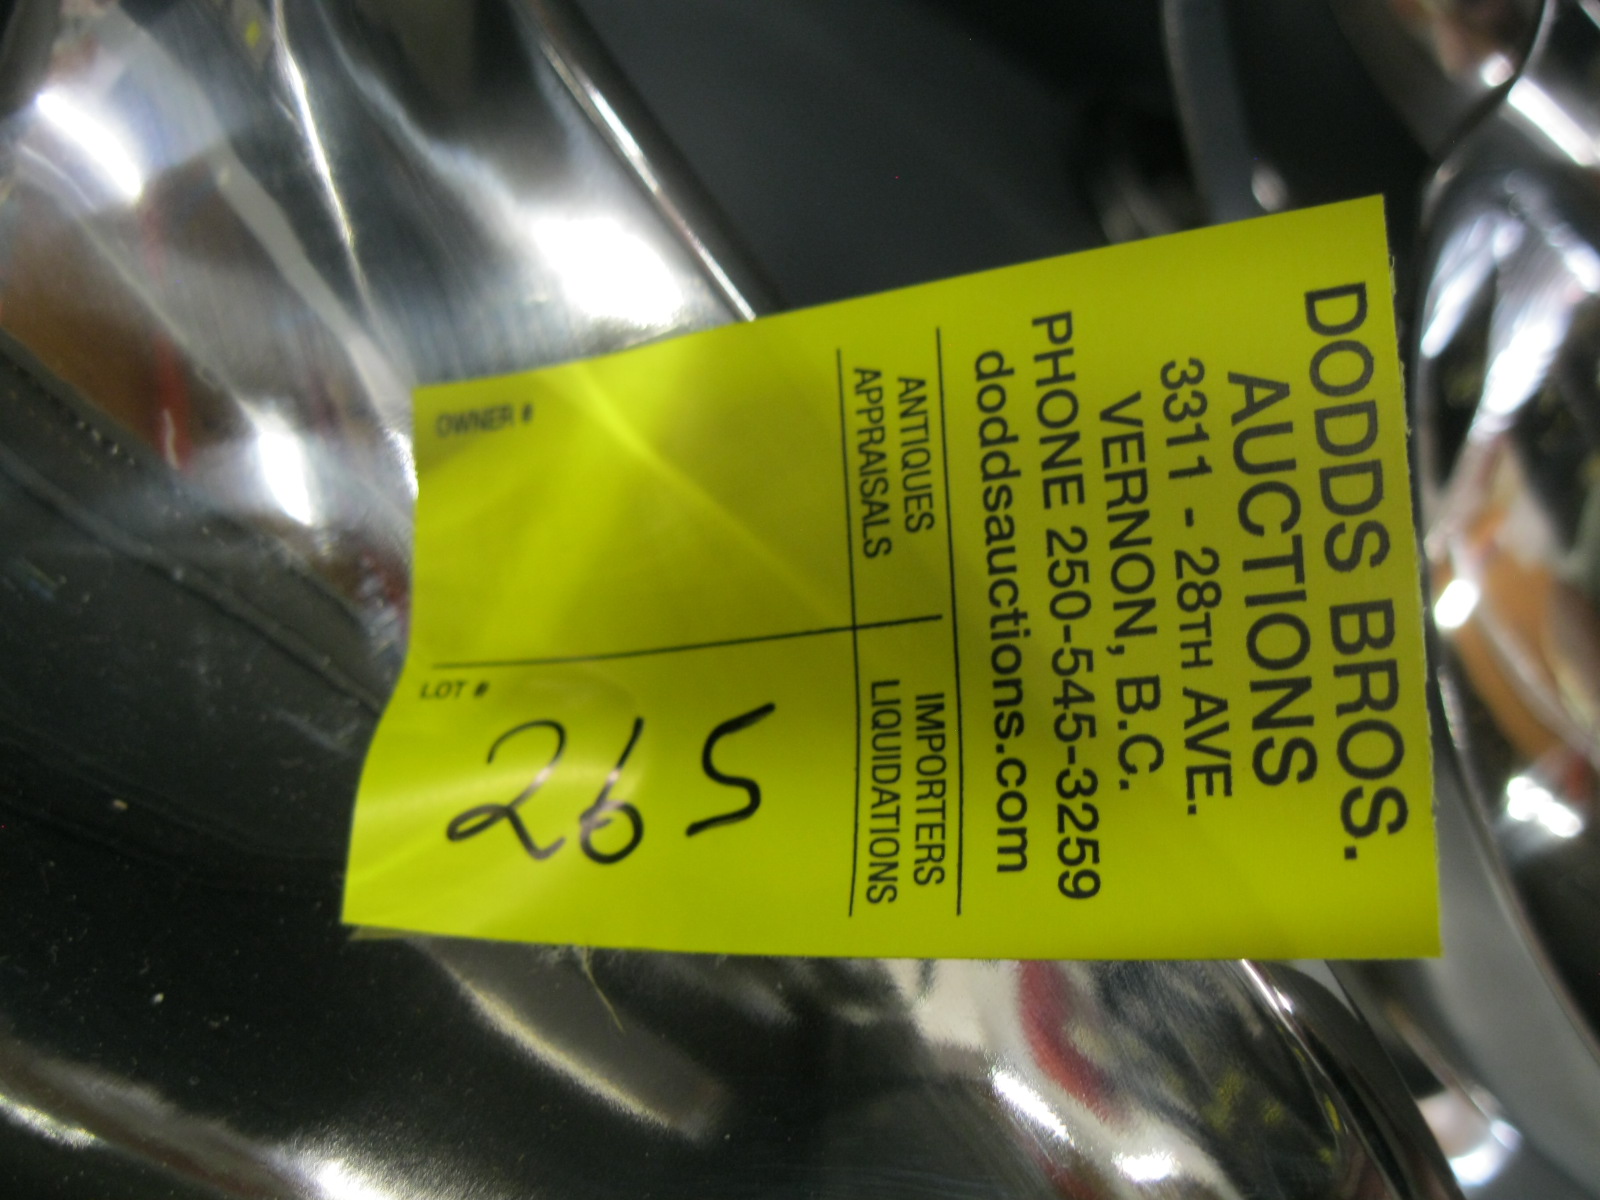 DODDS BROS.
AUCTIONS
3311 - 28TH AVE.
VERNON, B.C.
PHONE 250-545-3259
doddsauctions.com
ANTIQUES IMPORTERS
APPRAISALS LIQUIDATIONS
OWNER # LOT #
265